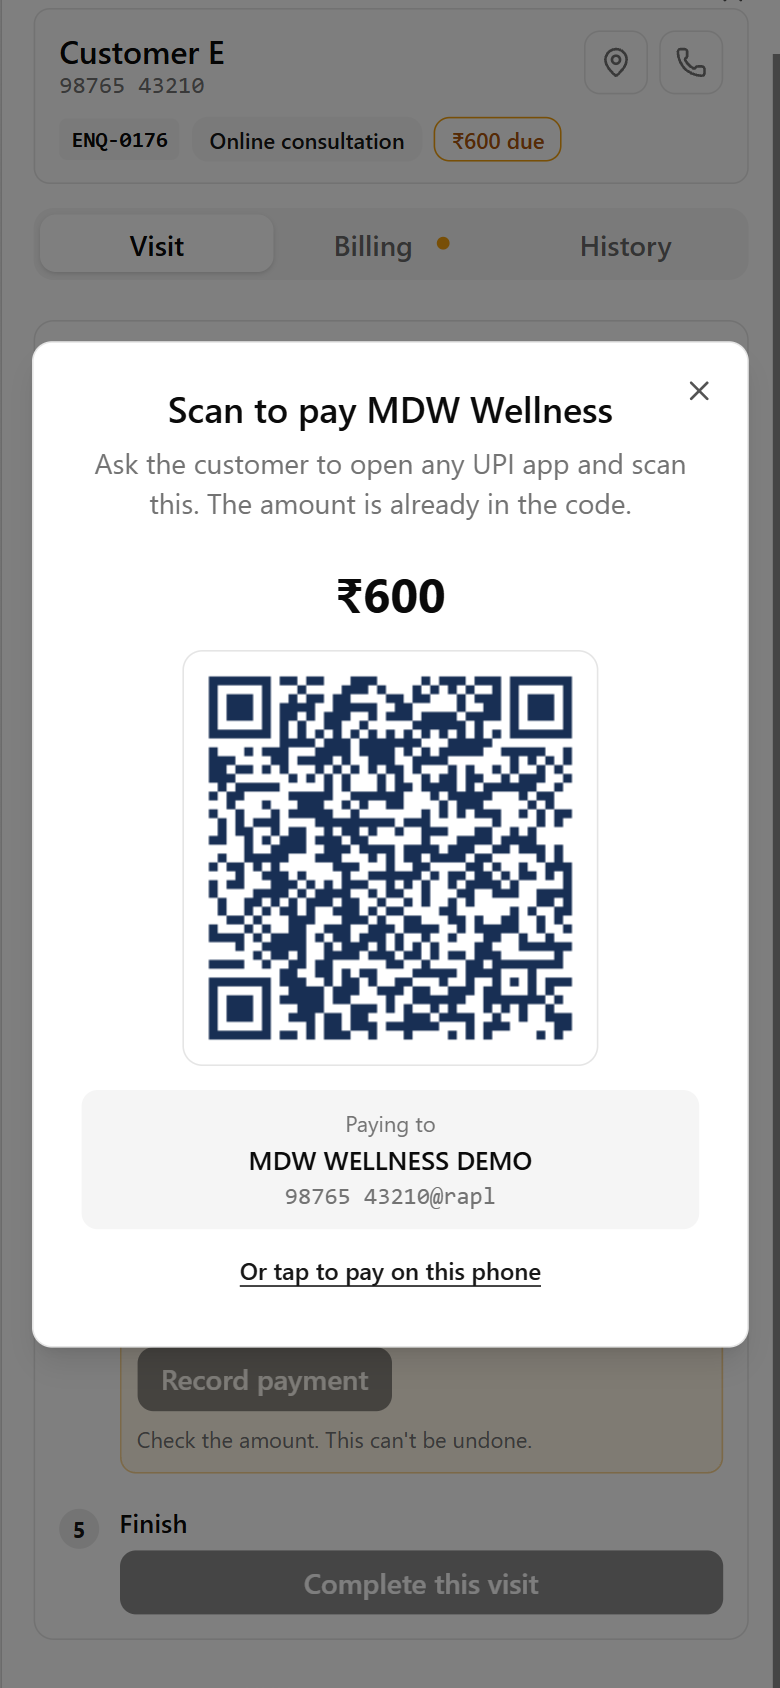 Customer E
98765 43210
ENQ-0176
Online consultation
₹600 due
Visit
Billing
History
Scan to pay MDW Wellness
Ask the customer to open any UPI app and scan
this. The amount is already in the code.
₹600
Paying to
MDW WELLNESS DEMO
98765 43210@rapl
Or tap to pay on this phone
Record payment
Check the amount. This can't be undone.
5
Finish
Complete this visit